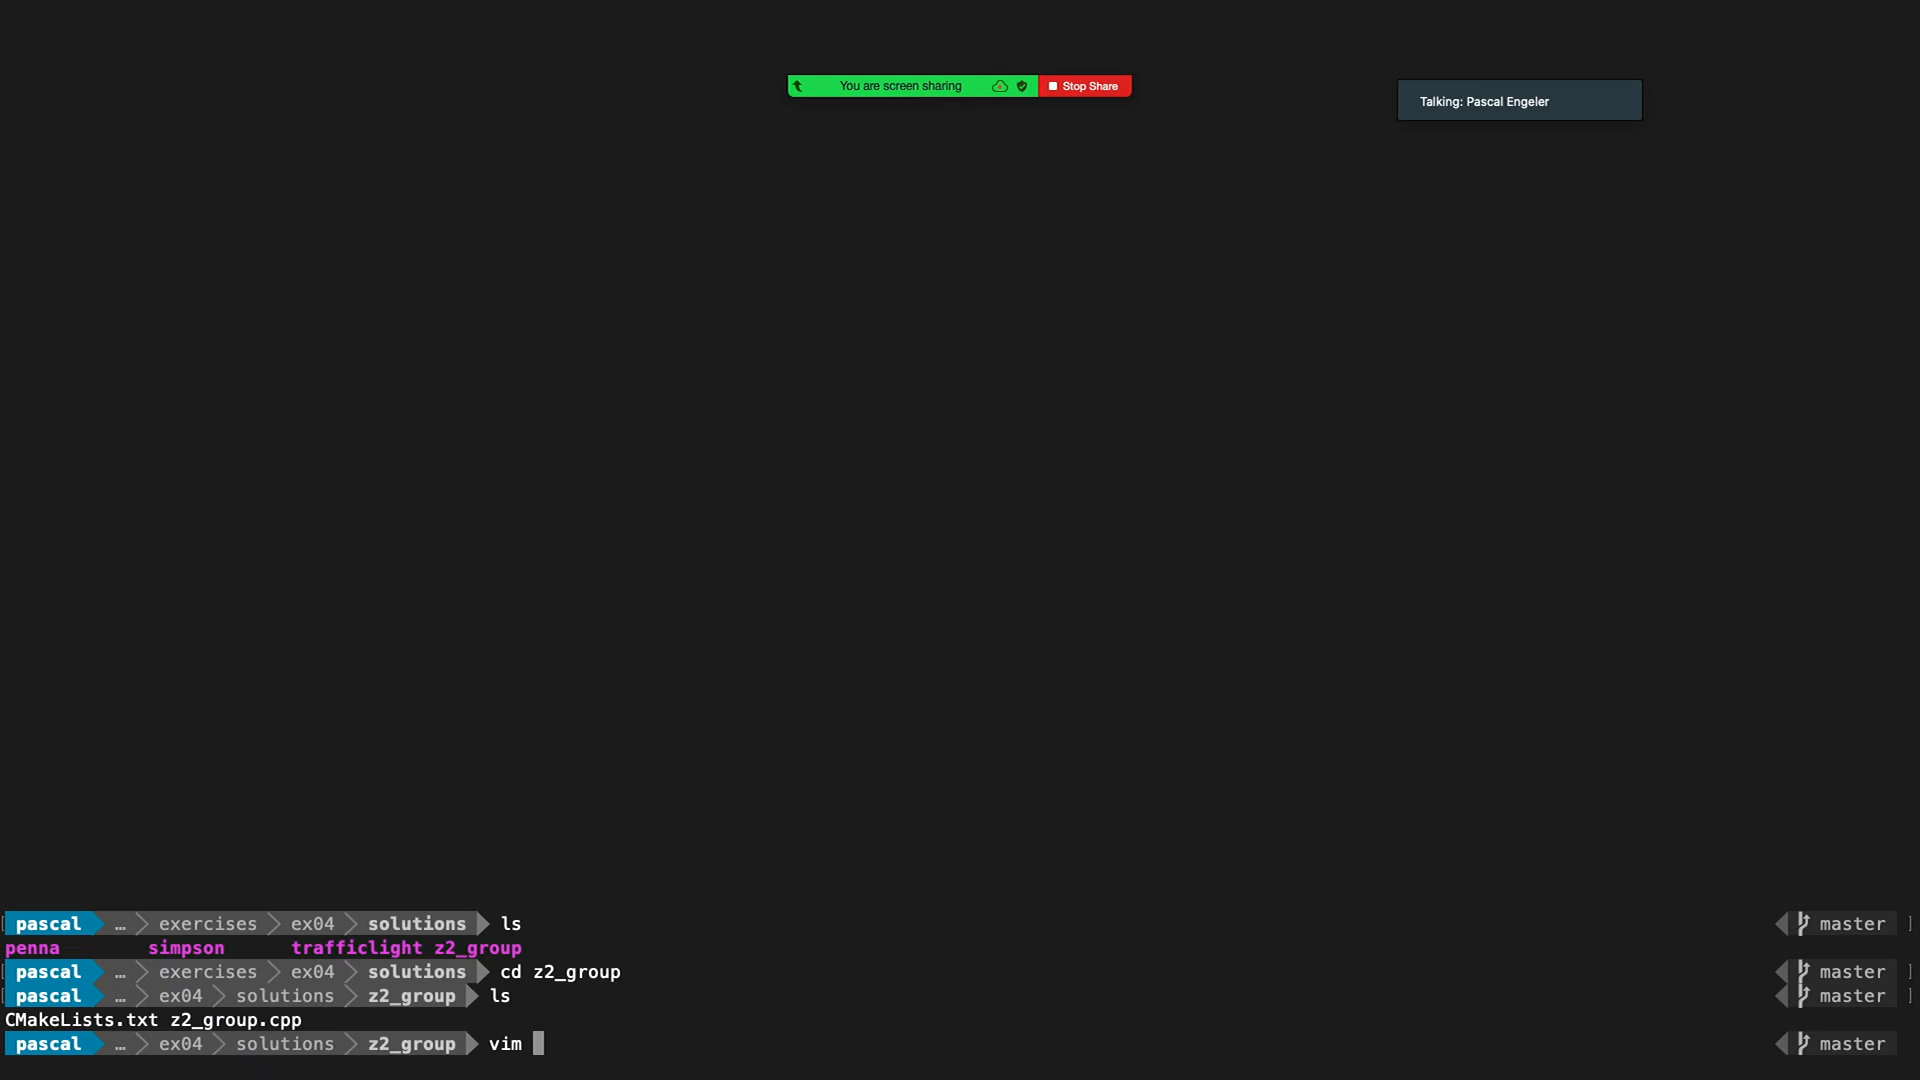 You are screen sharing Stop Share
Talking: Pascal Engeler
pascal … exercises ex04 solutions ls master
penna simpson trafficlight z2_group
pascal … exercises ex04 solutions cd z2_group master
pascal … ex04 solutions z2_group ls master
CMakeLists.txt z2_group.cpp
pascal … ex04 solutions z2_group vim master